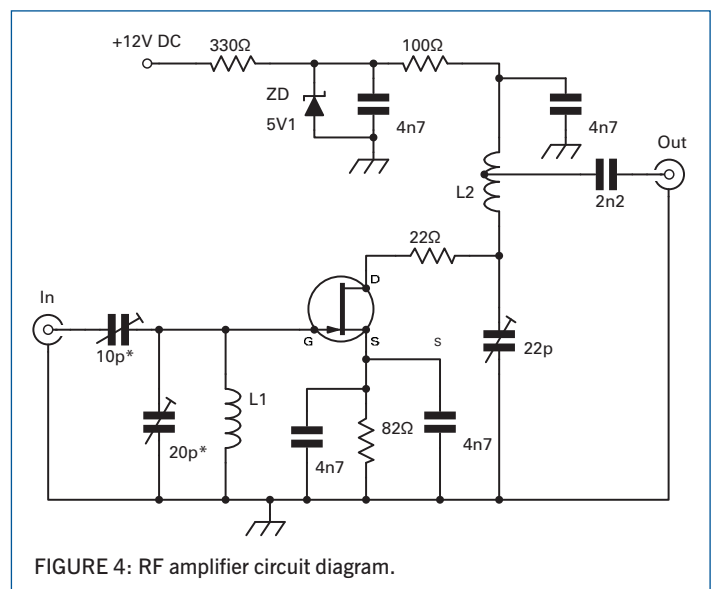 +12V DC
330Ω
100Ω
ZD
5V1
4n7
4n7
Out
L2
2n2
22Ω
D
In
G
S
S
22p
10p*
L1
20p*
82Ω
4n7
4n7
FIGURE 4: RF amplifier circuit diagram.